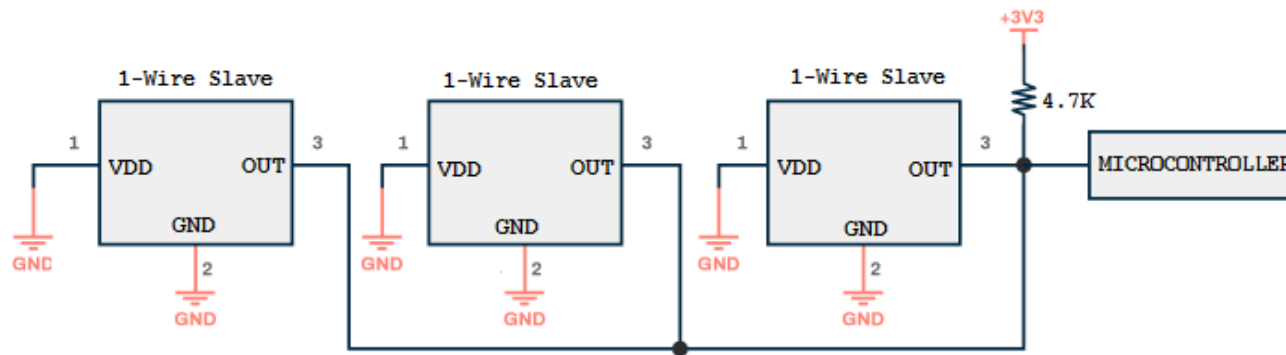 +3V3
1-Wire Slave
1-Wire Slave
1-Wire Slave
4.7K
1
VDD
OUT
3
1
VDD
OUT
3
1
VDD
OUT
3
MICROCONTROLLER
GND
GND
GND
GND
GND
GND
2
2
2
GND
GND
GND